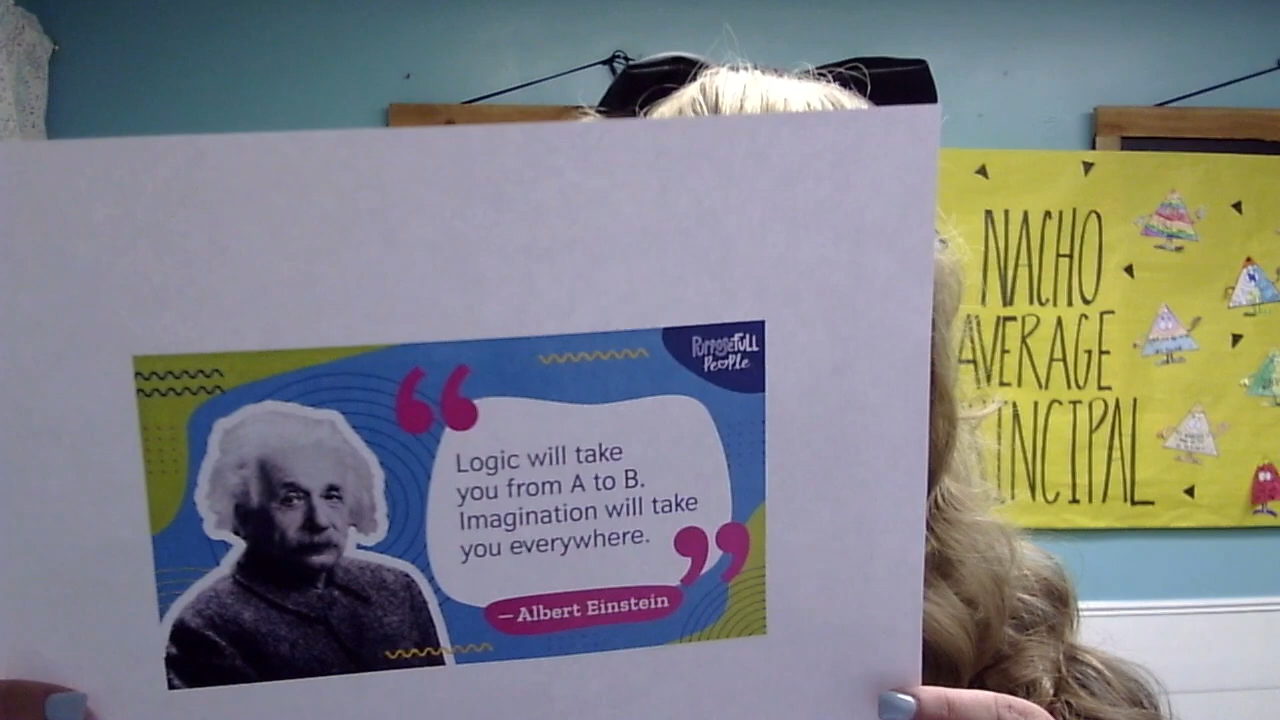 PurposeFULL
People
Logic will take
you from A to B.
Imagination will take
you everywhere.
— Albert Einstein
NACHO
AVERAGE
INCIPAL